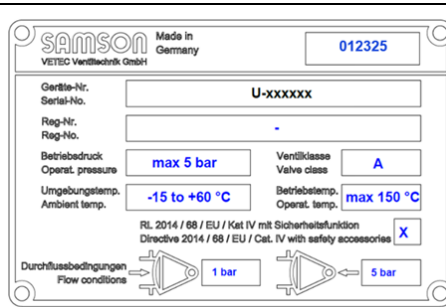 SAMSON
Made in
Germany
012325
VETEC Ventiltechnik GmbH
Geräte-Nr.
Serial-No.
U-xxxxxx
Reg-Nr.
Reg-No.
-
Betriebsdruck
Operat. pressure
max 5 bar
Ventilklasse
Valve class
A
Umgebungstemp.
Ambient temp.
-15 to +60 °C
Betriebstemp.
Operat. temp.
max 150 °C
RL 2014 / 68 / EU / Kat IV mit Sicherheitsfunktion
Directive 2014 / 68 / EU / Cat. IV with safety accessories
X
Durchflussbedingungen
Flow conditions
1 bar
5 bar